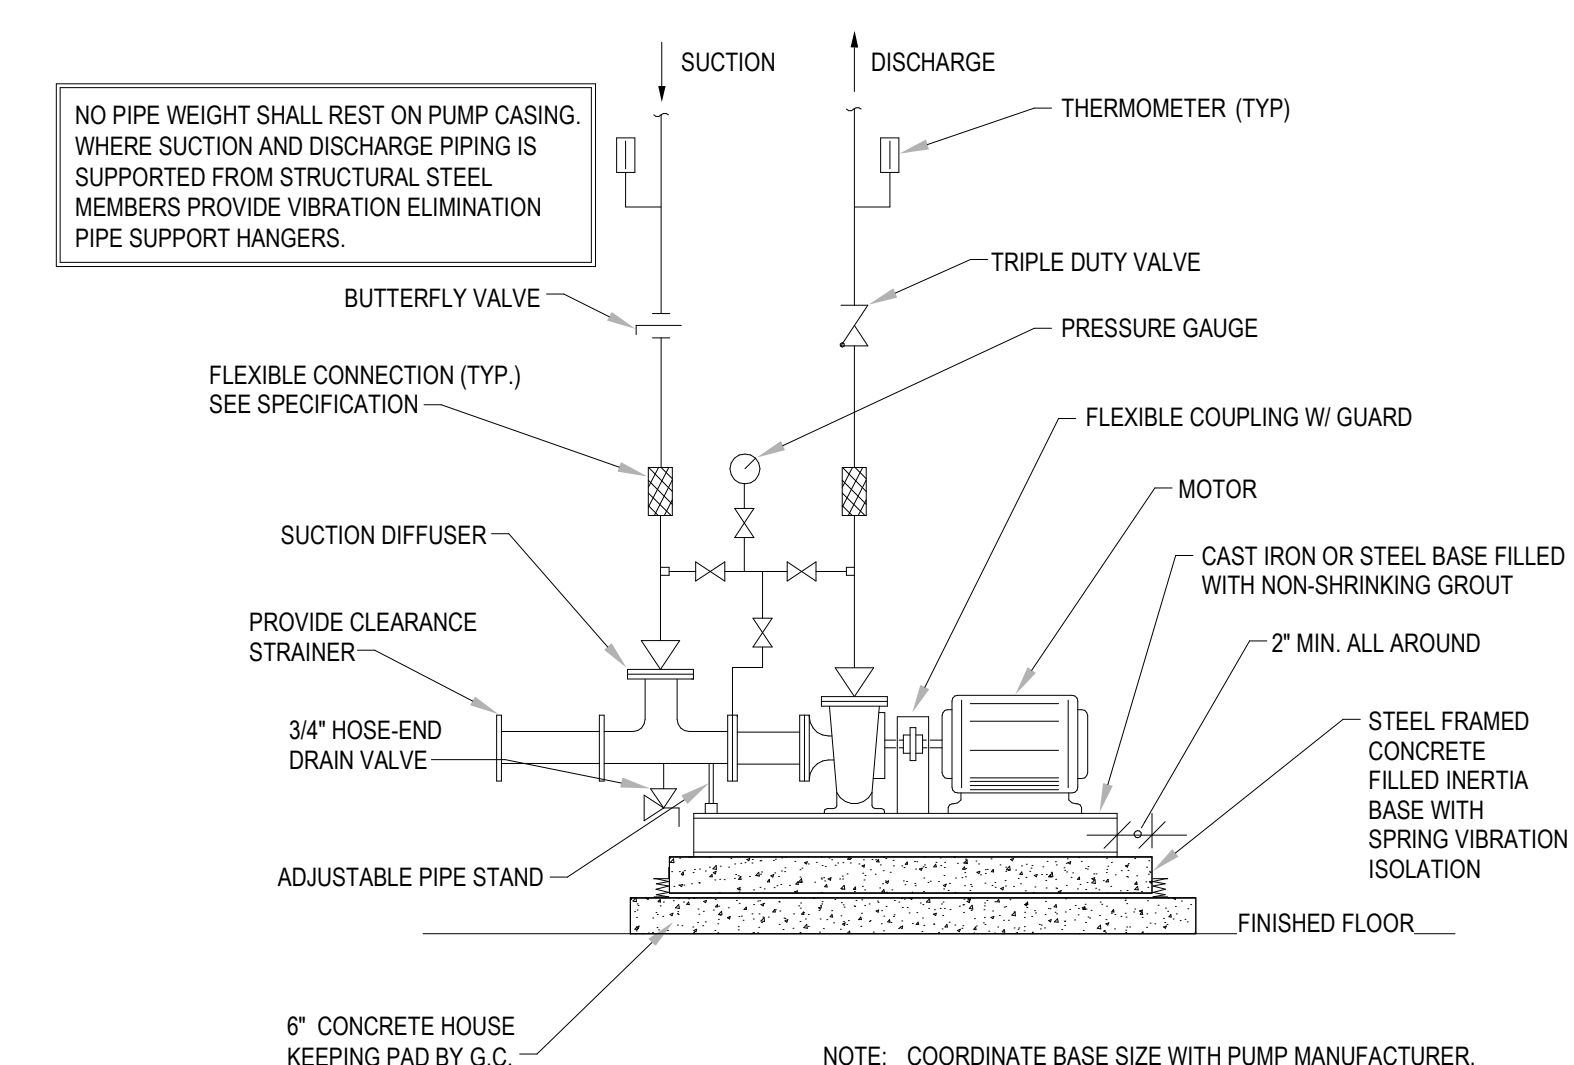 SUCTION
DISCHARGE
NO PIPE WEIGHT SHALL REST ON PUMP CASING.
WHERE SUCTION AND DISCHARGE PIPING IS
SUPPORTED FROM STRUCTURAL STEEL
MEMBERS PROVIDE VIBRATION ELIMINATION
PIPE SUPPORT HANGERS.
THERMOMETER (TYP)
TRIPLE DUTY VALVE
BUTTERFLY VALVE
PRESSURE GAUGE
FLEXIBLE CONNECTION (TYP.)
SEE SPECIFICATION
FLEXIBLE COUPLING W/ GUARD
MOTOR
SUCTION DIFFUSER
CAST IRON OR STEEL BASE FILLED
WITH NON-SHRINKING GROUT
PROVIDE CLEARANCE
STRAINER
2" MIN. ALL AROUND
3/4" HOSE-END
DRAIN VALVE
STEEL FRAMED
CONCRETE
FILLED INERTIA
BASE WITH
SPRING VIBRATION
ISOLATION
ADJUSTABLE PIPE STAND
FINISHED FLOOR
6" CONCRETE HOUSE
KEEPING PAD BY G.C.
NOTE: COORDINATE BASE SIZE WITH PUMP MANUFACTURER.